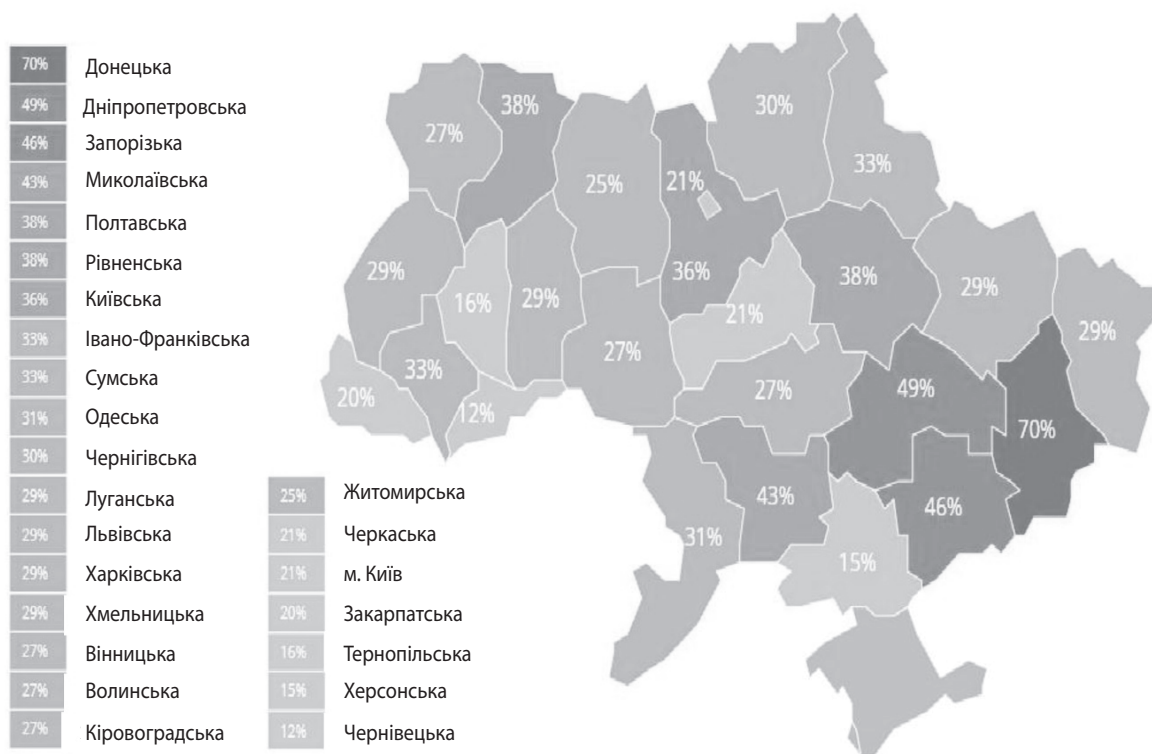 70% Донецька
49% Дніпропетровська
46% Запорізька
43% Миколаївська
38% Полтавська
38% Рівненська
36% Київська
33% Івано-Франківська
33% Сумська
31% Одеська
30% Чернігівська
29% Луганська
29% Львівська
29% Харківська
29% Хмельницька
27% Вінницька
27% Волинська
27% Кіровоградська
25% Житомирська
21% Черкаська
21% м. Київ
20% Закарпатська
16% Тернопільська
15% Херсонська
12% Чернівецька
30%
38%
27%
33%
21%
25%
29%
36%
38%
29%
16%
29%
21%
29%
27%
33%
27%
49%
20%
12%
70%
43%
46%
31%
15%